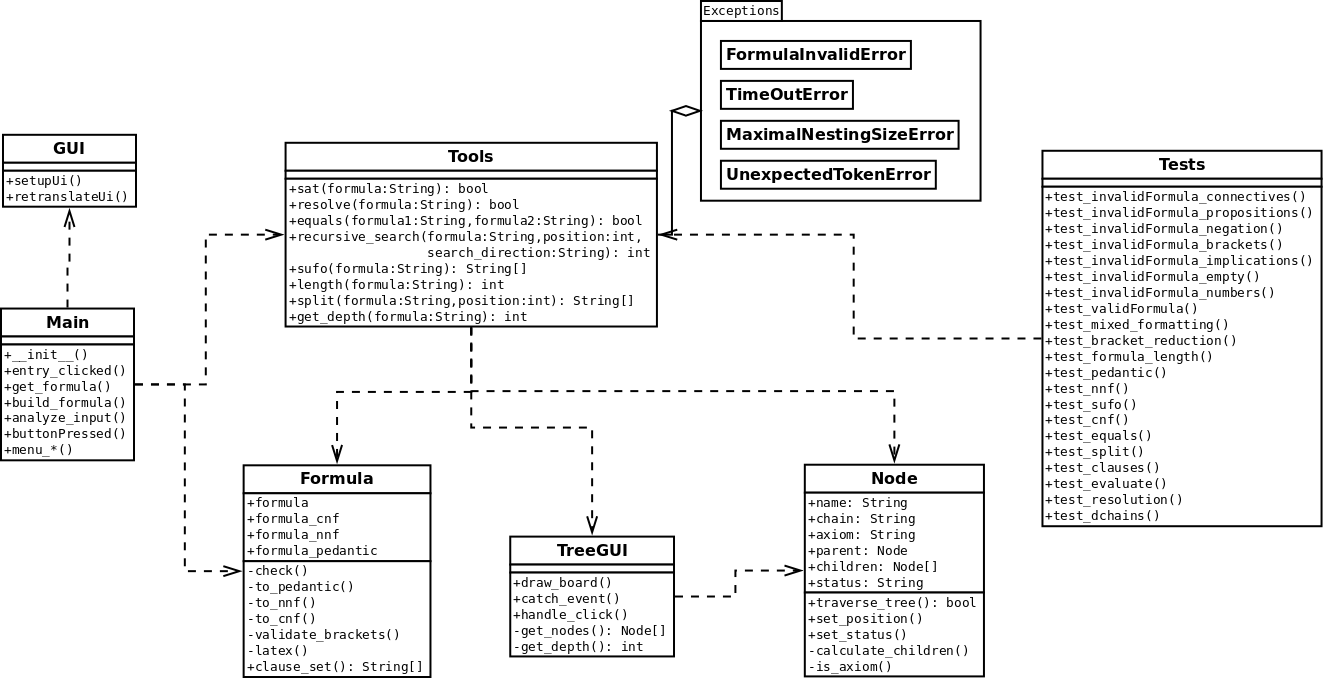 Exceptions
FormulaInvalidError
TimeOutError
MaximalNestingSizeError
UnexpectedTokenError
GUI
+setupUi()
+retranslateUi()
Tools
+sat(formula:String): bool
+resolve(formula:String): bool
+equals(formula1:String,formula2:String): bool
+recursive_search(formula:String,position:int,
search_direction:String): int
+sufo(formula:String): String[]
+length(formula:String): int
+split(formula:String,position:int): String[]
+get_depth(formula:String): int
Tests
+test_invalidFormula_connectives()
+test_invalidFormula_propositions()
+test_invalidFormula_negation()
+test_invalidFormula_brackets()
+test_invalidFormula_implications()
+test_invalidFormula_empty()
+test_invalidFormula_numbers()
+test_validFormula()
+test_mixed_formatting()
+test_bracket_reduction()
+test_formula_length()
+test_pedantic()
+test_nnf()
+test_sufo()
+test_cnf()
+test_equals()
+test_split()
+test_clauses()
+test_evaluate()
+test_resolution()
+test_dchains()
Main
+__init__()
+entry_clicked()
+get_formula()
+build_formula()
+analyze_input()
+buttonPressed()
+menu_*()
Formula
+formula
+formula_cnf
+formula_nnf
+formula_pedantic
-check()
-to_pedantic()
-to_nnf()
-to_cnf()
-validate_brackets()
-latex()
+clause_set(): String[]
TreeGUI
+draw_board()
+catch_event()
+handle_click()
-get_nodes(): Node[]
-get_depth(): int
Node
+name: String
+chain: String
+axiom: String
+parent: Node
+children: Node[]
+status: String
+traverse_tree(): bool
+set_position()
+set_status()
-calculate_children()
-is_axiom()